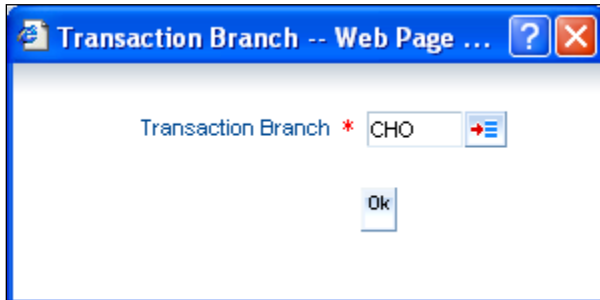 Transaction Branch -- Web Page ...
Transaction Branch * CHO
Ok